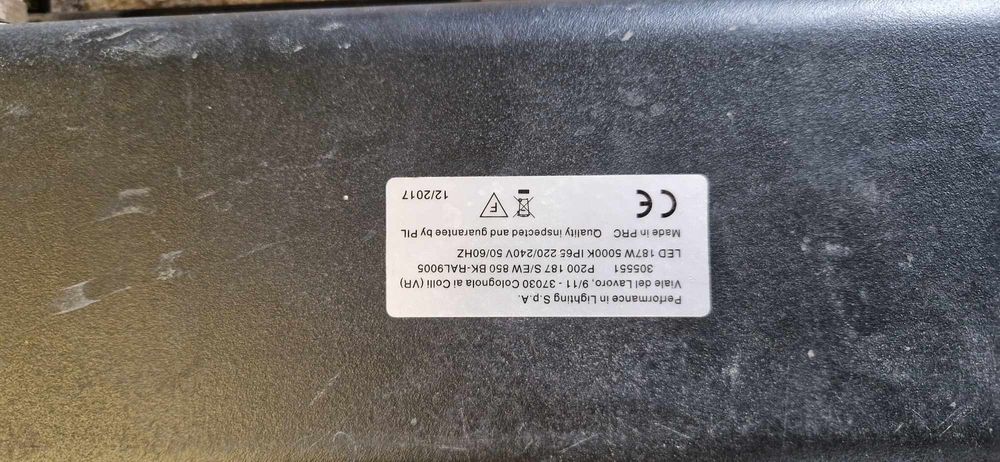 Performance in Lighting S.p.A.
Viale del Lavoro, 9/11 - 37030 Colognola ai Colli (VR)
305551 P200 187 S/EW 850 BK-RAL9005
LED 187W 5000K IP65 220/240V 50/60HZ
Made in PRC Quality inspected and guarantee by PIL
CE F 12/2017